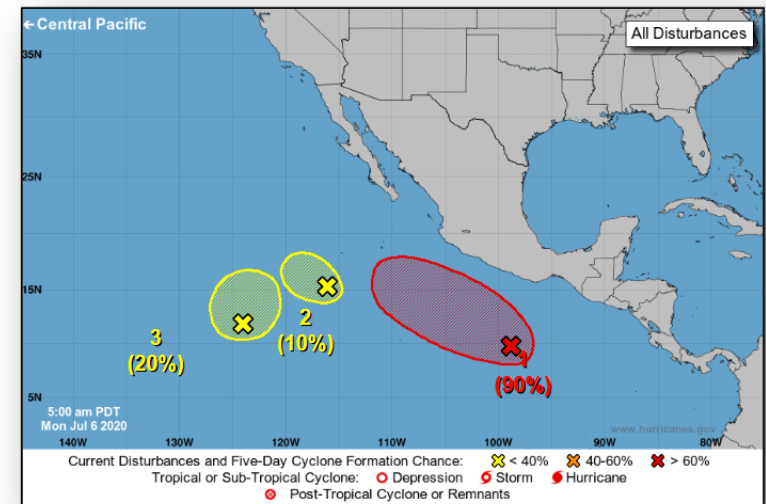 ← Central Pacific
All Disturbances
35N
25N
15N
5N
2
(10%)
3
(20%)
1
(90%)
5:00 am PDT
Mon Jul 6 2020
www.hurricanes.gov
140W 130W 120W 110W 100W 90W 80W
Current Disturbances and Five-Day Cyclone Formation Chance: < 40% 40-60% > 60%
Tropical or Sub-Tropical Cyclone: Depression Storm Hurricane
Post-Tropical Cyclone or Remnants